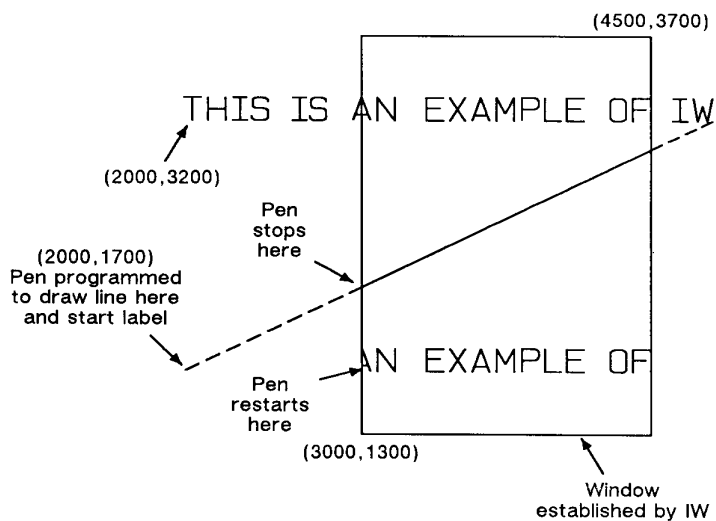 (4500,3700)
THIS IS AN EXAMPLE OF IW
(2000,3200)
Pen
stops
here
(2000,1700)
Pen programmed
to draw line here
and start label
AN EXAMPLE OF
Pen
restarts
here
(3000,1300)
Window
established by IW